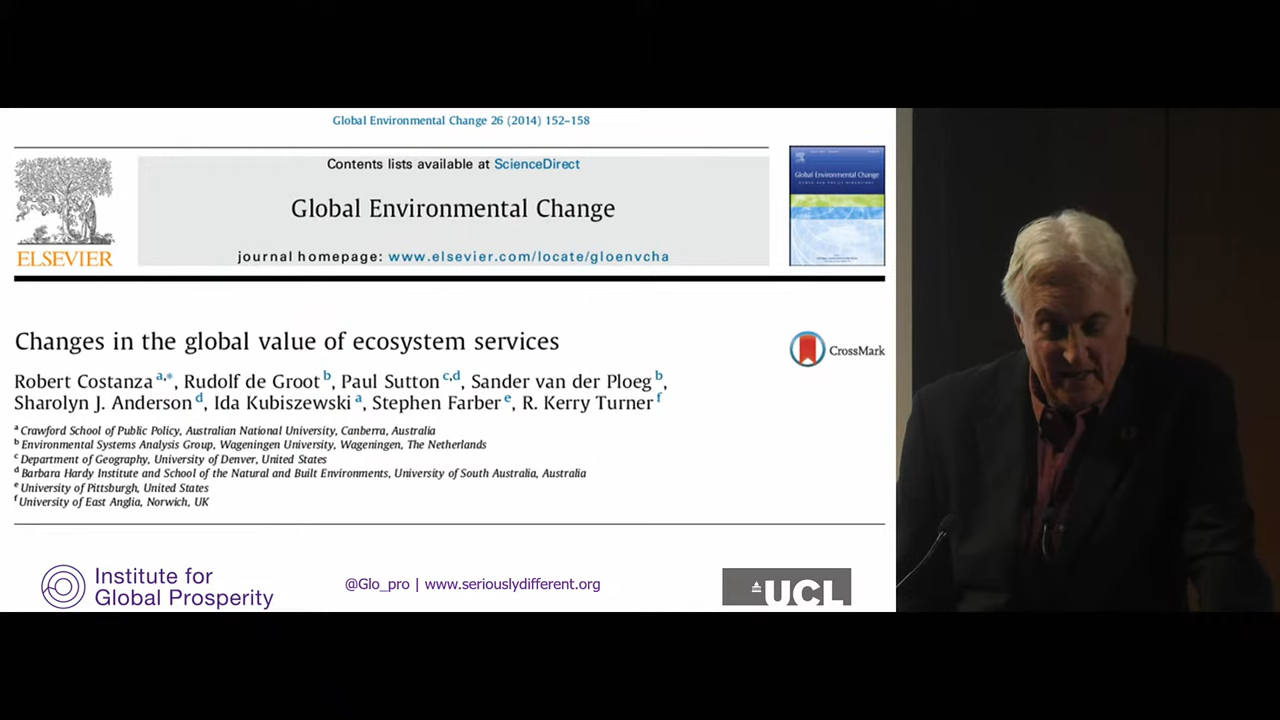 Global Environmental Change 26 (2014) 152–158
Contents lists available at ScienceDirect
Global Environmental Change
journal homepage: www.elsevier.com/locate/gloenvcha
ELSEVIER
Global Environmental Change
Changes in the global value of ecosystem services
CrossMark
Robert Costanza a,*, Rudolf de Groot b, Paul Sutton c,d, Sander van der Ploeg b,
Sharolyn J. Anderson d, Ida Kubiszewski a, Stephen Farber e, R. Kerry Turner f
a Crawford School of Public Policy, Australian National University, Canberra, Australia
b Environmental Systems Analysis Group, Wageningen University, Wageningen, The Netherlands
c Department of Geography, University of Denver, United States
d Barbara Hardy Institute and School of the Natural and Built Environments, University of South Australia, Australia
e University of Pittsburgh, United States
f University of East Anglia, Norwich, UK
Institute for
Global Prosperity
@Glo_pro | www.seriouslydifferent.org
UCL